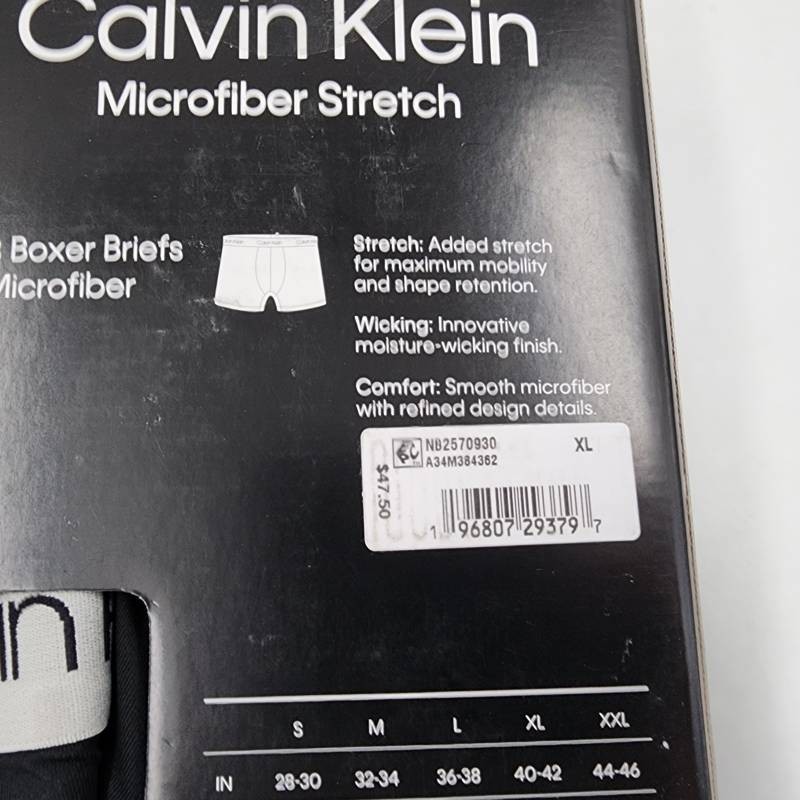 Calvin Klein
Microfiber Stretch
Boxer Briefs
Microfiber
Stretch: Added stretch
for maximum mobility
and shape retention.
Wicking: Innovative
moisture-wicking finish.
Comfort: Smooth microfiber
with refined design details.
NB2570930 XL
A34M384362
$47.50
1 96807 29379 7
in
S M L XL XXL
IN 28-30 32-34 36-38 40-42 44-46